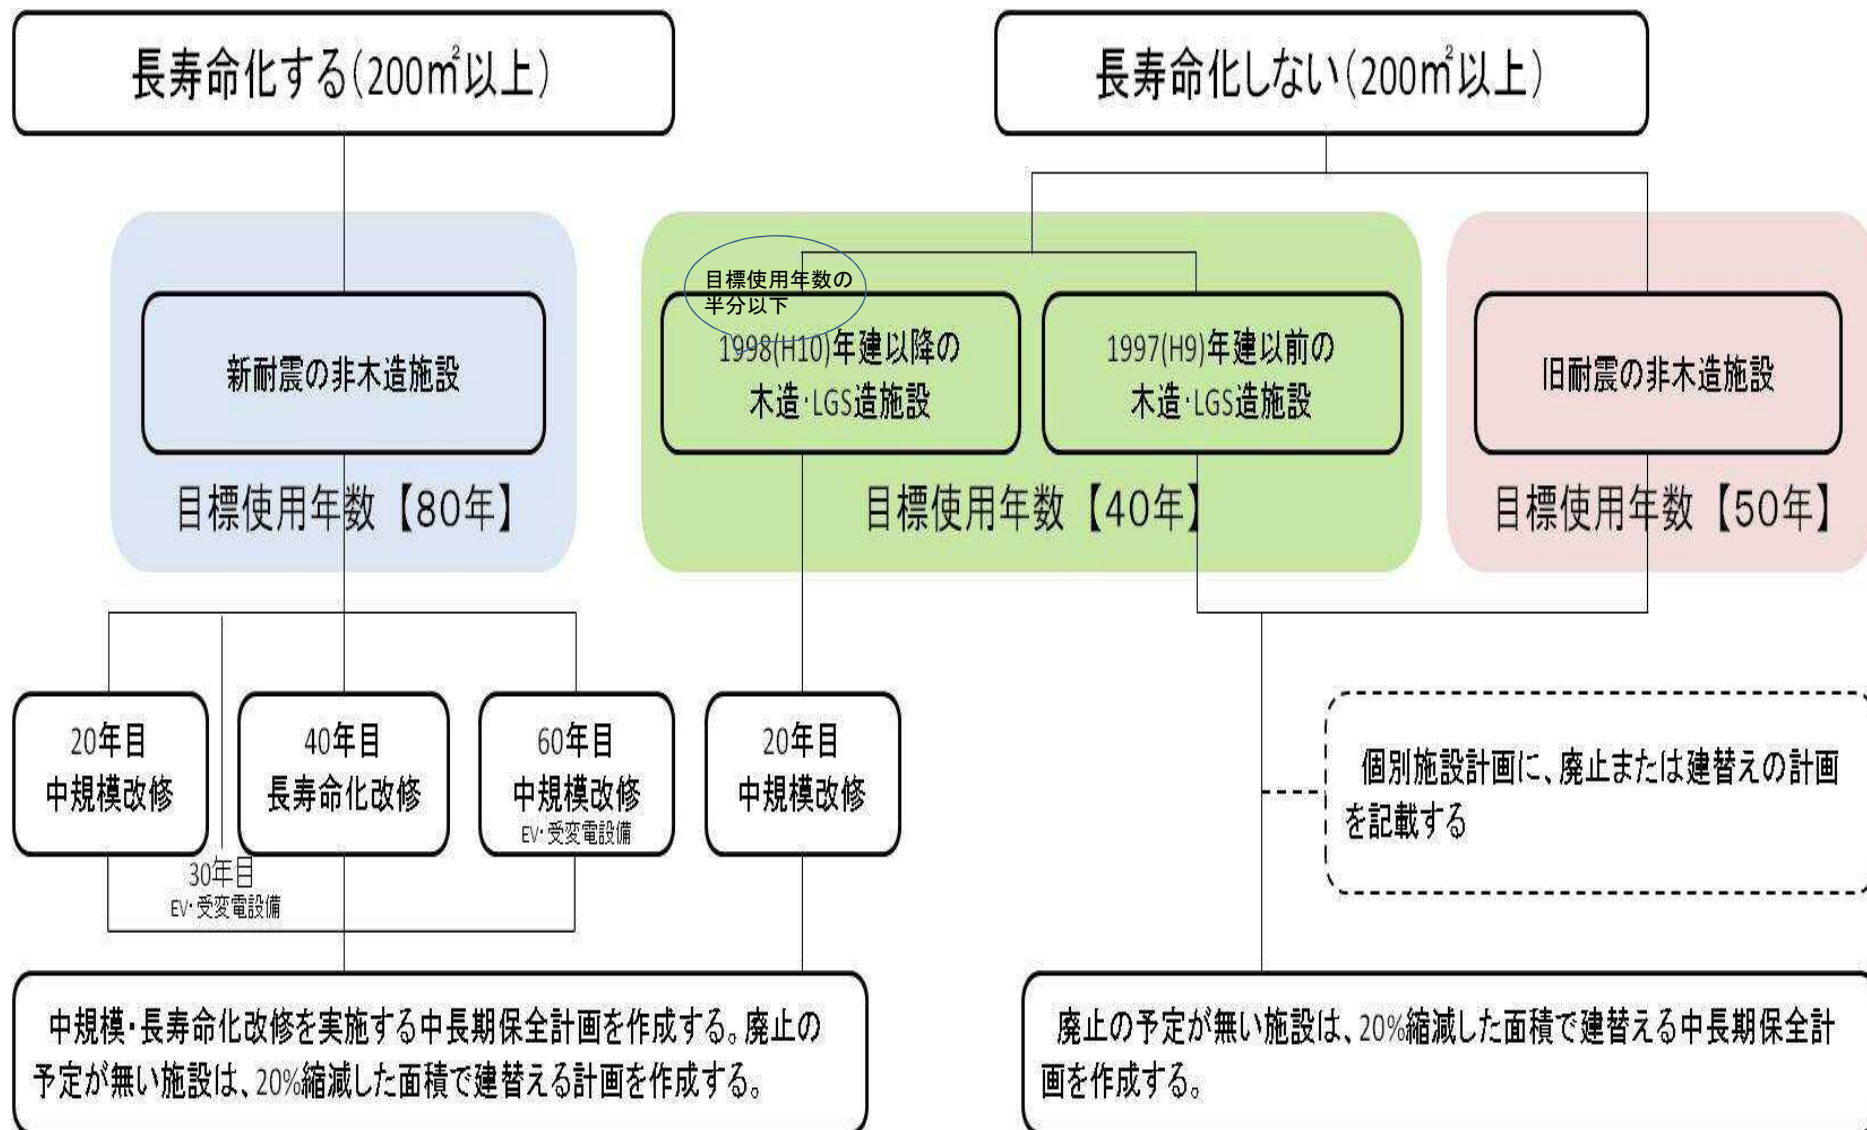 長寿命化する(200㎡以上)
長寿命化しない(200㎡以上)
目標使用年数の
半分以下
新耐震の非木造施設
1998(H10)年建以降の
木造・LGS造施設
1997(H9)年建以前の
木造・LGS造施設
旧耐震の非木造施設
目標使用年数【80年】
目標使用年数【40年】
目標使用年数【50年】
20年目
中規模改修
40年目
長寿命化改修
60年目
中規模改修
EV・受変電設備
20年目
中規模改修
30年目
EV・受変電設備
個別施設計画に、廃止または建替えの計画
を記載する
中規模・長寿命化改修を実施する中長期保全計画を作成する。廃止の
予定が無い施設は、20%縮減した面積で建替える計画を作成する。
廃止の予定が無い施設は、20%縮減した面積で建替える中長期保全計
画を作成する。